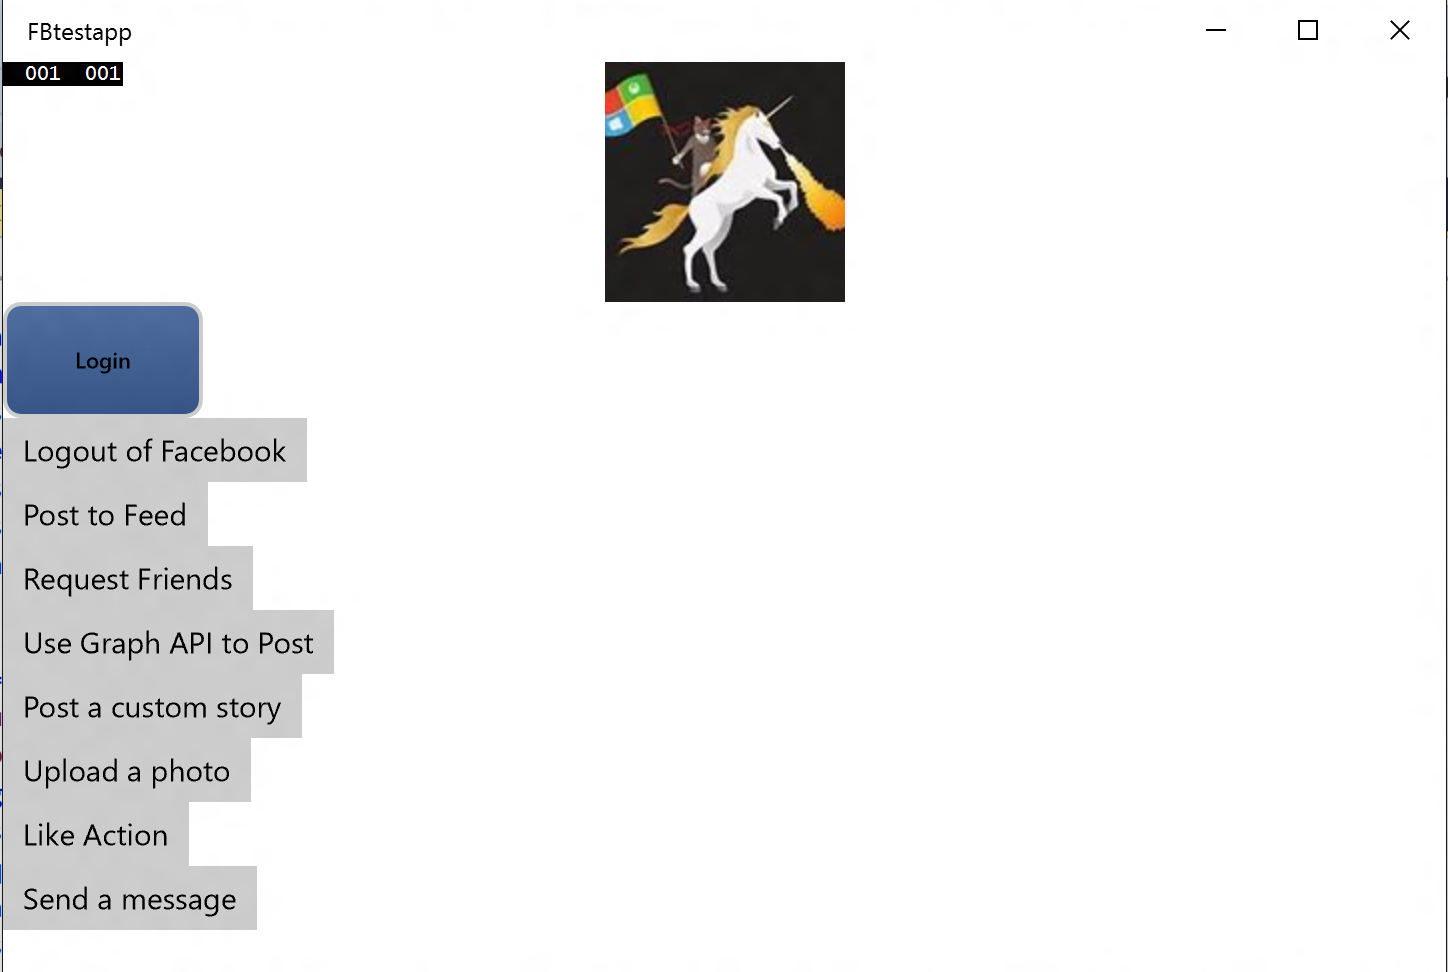 FBtestapp
001 001
Login
Logout of Facebook
Post to Feed
Request Friends
Use Graph API to Post
Post a custom story
Upload a photo
Like Action
Send a message